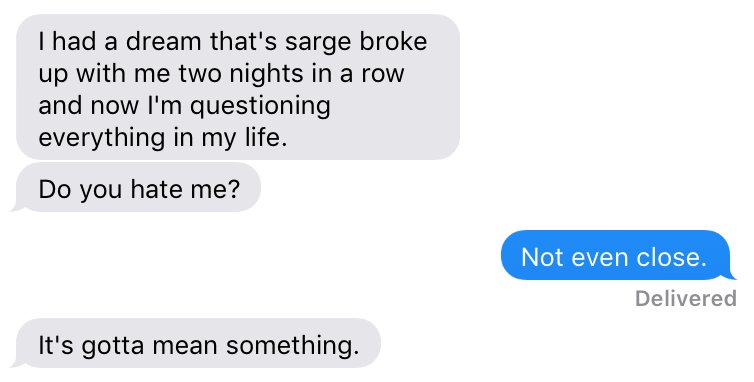 I had a dream that's sarge broke
up with me two nights in a row
and now I'm questioning
everything in my life.
Do you hate me?
Not even close.
Delivered
It's gotta mean something.